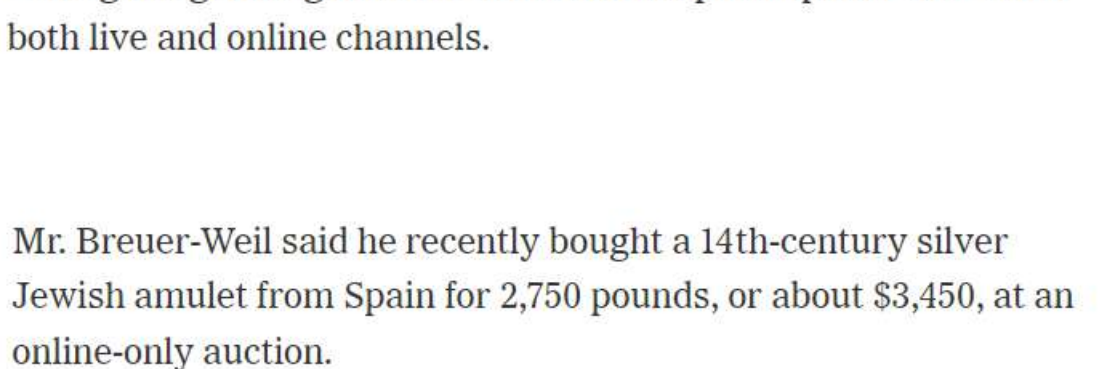 both live and online channels.
Mr. Breuer-Weil said he recently bought a 14th-century silver
Jewish amulet from Spain for 2,750 pounds, or about $3,450, at an
online-only auction.